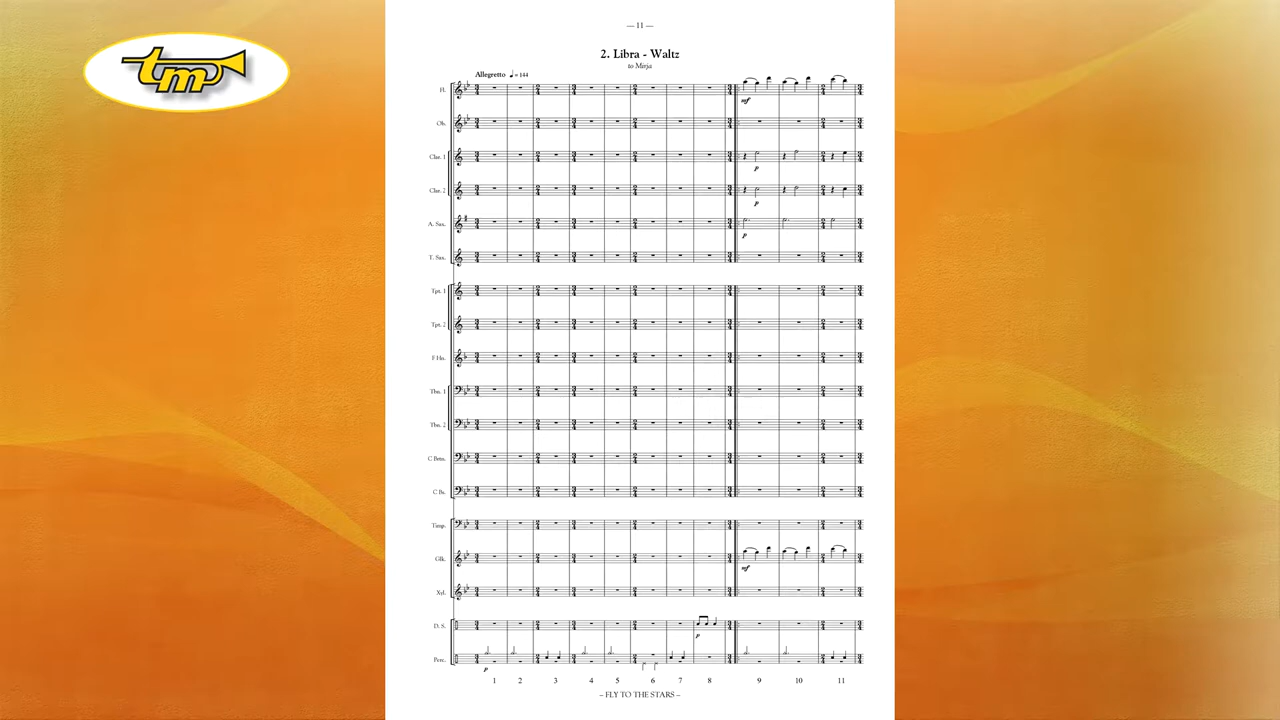 — 11 —
2. Libra - Waltz
to Mirja
Allegretto ♩ = 144
tm
Fl.
mf
Ob.
Clar. 1
p
Clar. 2
p
A. Sax.
p
T. Sax.
Tpt. 1
Tpt. 2
F Hn.
Tbn. 1
Tbn. 2
C Bstn.
C Bs.
Timp.
Glk.
mf
Xyl.
D. S.
p
Perc.
p
1 2 3 4 5 6 7 8 9 10 11
– FLY TO THE STARS –